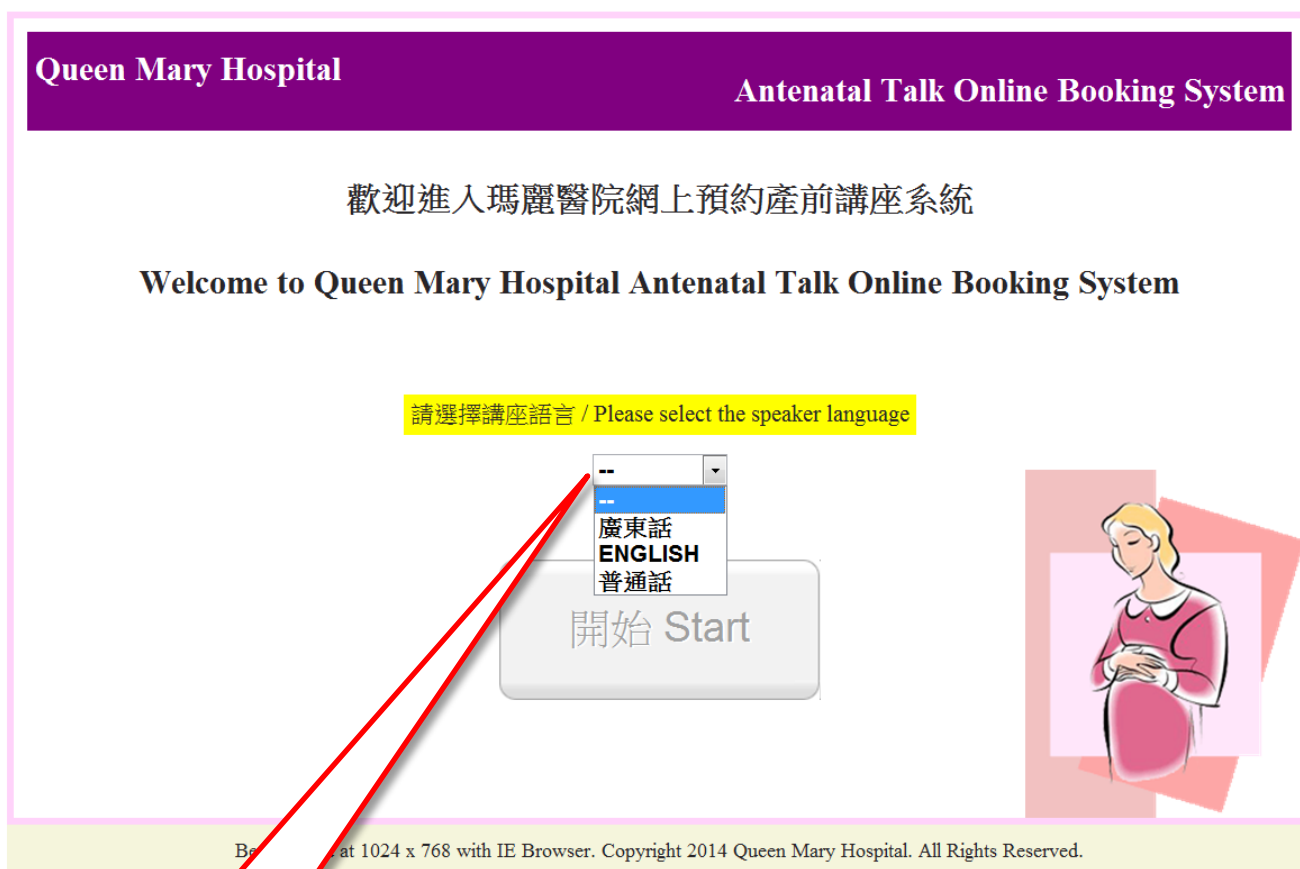 Queen Mary Hospital
Antenatal Talk Online Booking System
歡迎進入瑪麗醫院網上預約產前講座系統
Welcome to Queen Mary Hospital Antenatal Talk Online Booking System
請選擇講座語言 / Please select the speaker language
--
--
廣東話
ENGLISH
普通話
開始 Start
at 1024 x 768 with IE Browser. Copyright 2014 Queen Mary Hospital. All Rights Reserved.